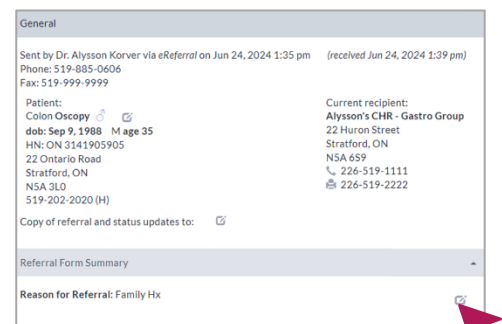 General
Sent by Dr. Alysson Korver via eReferral on Jun 24, 2024 1:35 pm (received Jun 24, 2024 1:39 pm)
Phone: 519-885-0606
Fax: 519-999-9999
Patient:
Colon Oscopy
dob: Sep 9, 1988 M age 35
HN: ON 3141905905
22 Ontario Road
Stratford, ON
N5A 3L0
519-202-2020 (H)
Current recipient:
Alysson's CHR - Gastro Group
22 Huron Street
Stratford, ON
N5A 6S9
226-519-1111
226-519-2222
Copy of referral and status updates to:
Referral Form Summary
Reason for Referral: Family Hx